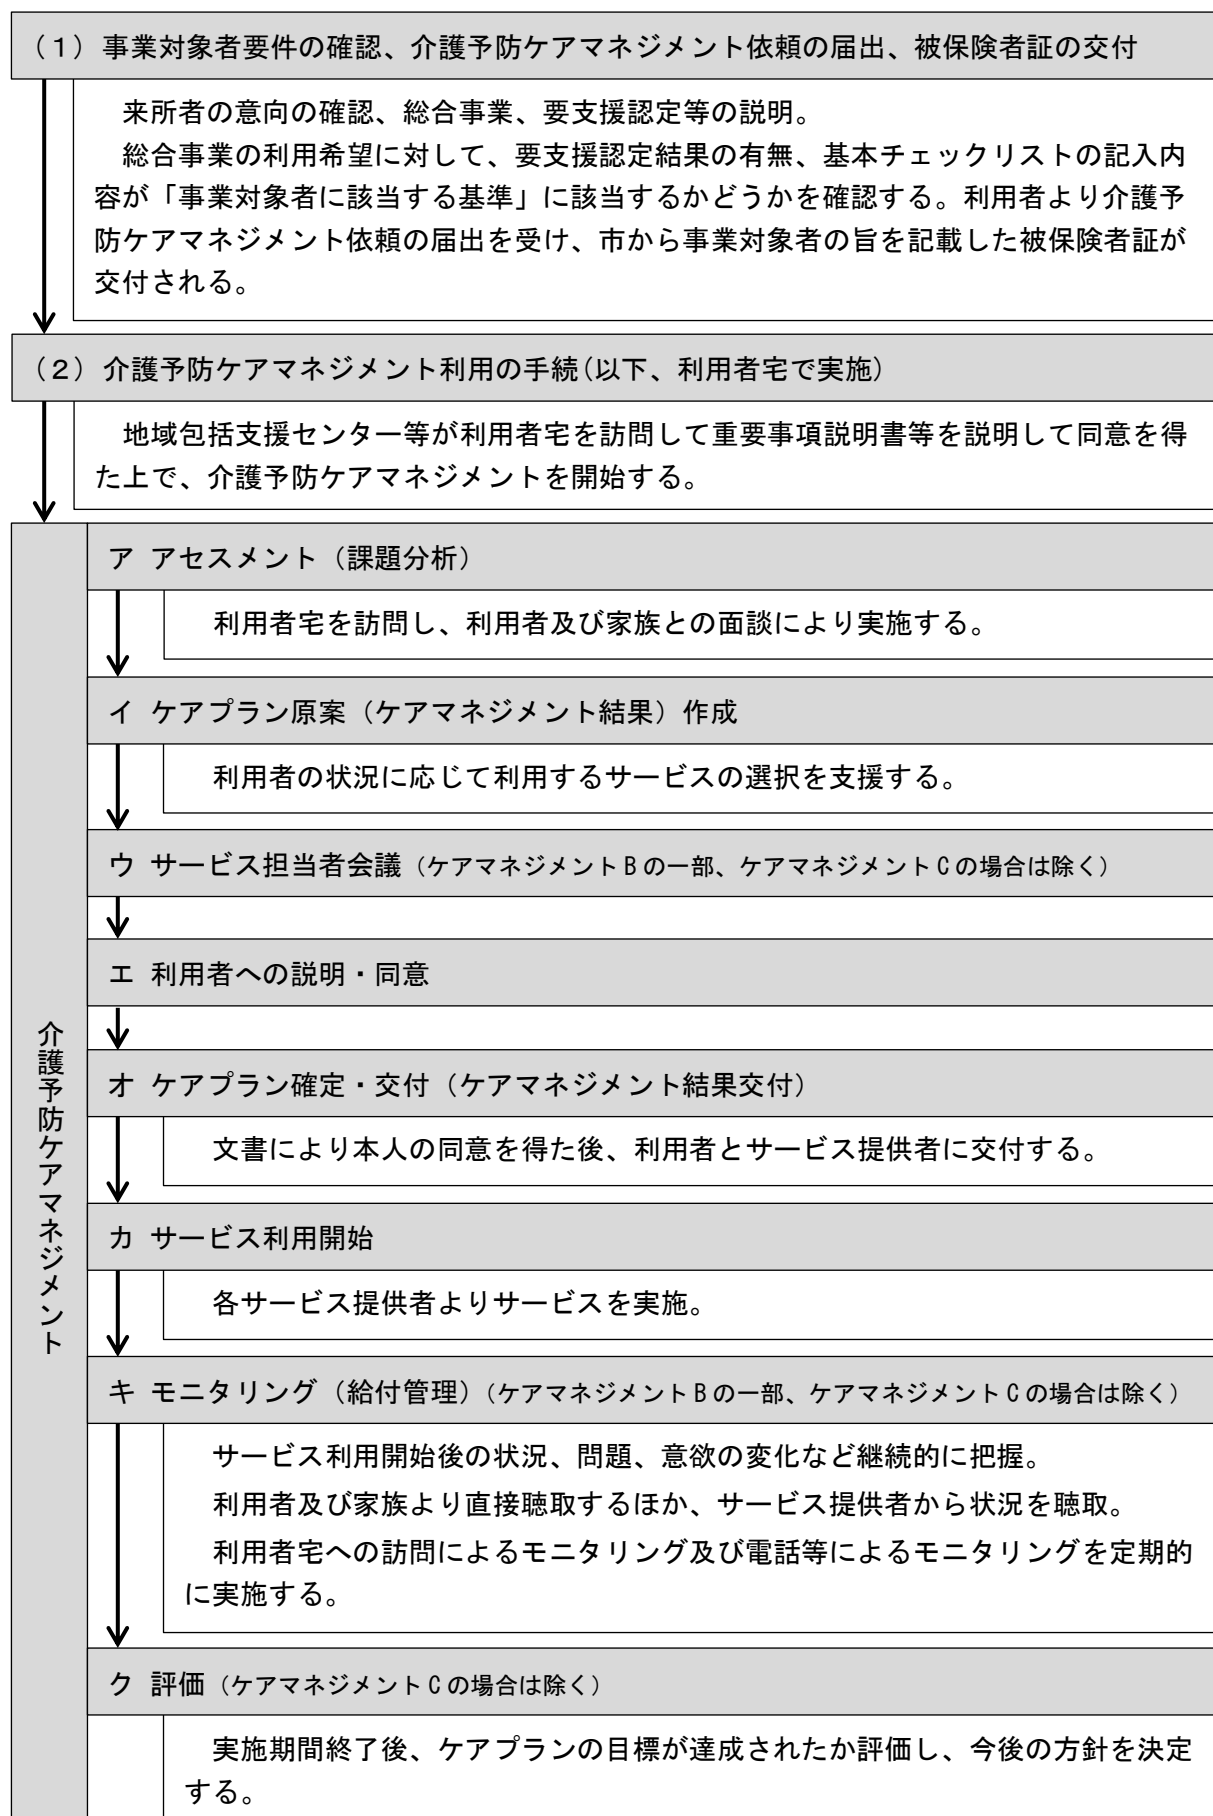 （１）事業対象者要件の確認、介護予防ケアマネジメント依頼の届出、被保険者証の交付
来所者の意向の確認、総合事業、要支援認定等の説明。
総合事業の利用希望に対して、要支援認定結果の有無、基本チェックリストの記入内
容が「事業対象者に該当する基準」に該当するかどうかを確認する。利用者より介護予
防ケアマネジメント依頼の届出を受け、市から事業対象者の旨を記載した被保険者証が
交付される。
（２）介護予防ケアマネジメント利用の手続(以下、利用者宅で実施)
地域包括支援センター等が利用者宅を訪問して重要事項説明書等を説明して同意を得
た上で、介護予防ケアマネジメントを開始する。
介護予防ケアマネジメント
ア アセスメント（課題分析）
利用者宅を訪問し、利用者及び家族との面談により実施する。
イ ケアプラン原案（ケアマネジメント結果）作成
利用者の状況に応じて利用するサービスの選択を支援する。
ウ サービス担当者会議（ケアマネジメントBの一部、ケアマネジメントCの場合は除く）
エ 利用者への説明・同意
オ ケアプラン確定・交付（ケアマネジメント結果交付）
文書により本人の同意を得た後、利用者とサービス提供者に交付する。
カ サービス利用開始
各サービス提供者よりサービスを実施。
キ モニタリング（給付管理）（ケアマネジメントBの一部、ケアマネジメントCの場合は除く）
サービス利用開始後の状況、問題、意欲の変化など継続的に把握。
利用者及び家族より直接聴取するほか、サービス提供者から状況を聴取。
利用者宅への訪問によるモニタリング及び電話等によるモニタリングを定期的
に実施する。
ク 評価（ケアマネジメントCの場合は除く）
実施期間終了後、ケアプランの目標が達成されたか評価し、今後の方針を決定
する。